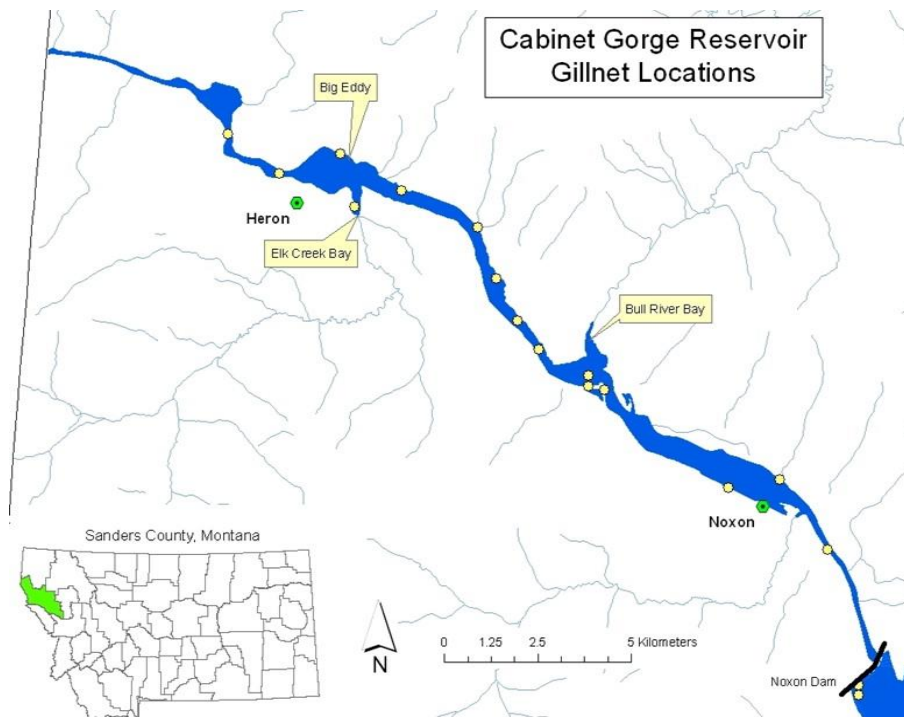 Cabinet Gorge Reservoir
Gillnet Locations
Big Eddy
Heron
Elk Creek Bay
Bull River Bay
Noxon
Sanders County, Montana
N
0 1.25 2.5 5 Kilometers
Noxon Dam